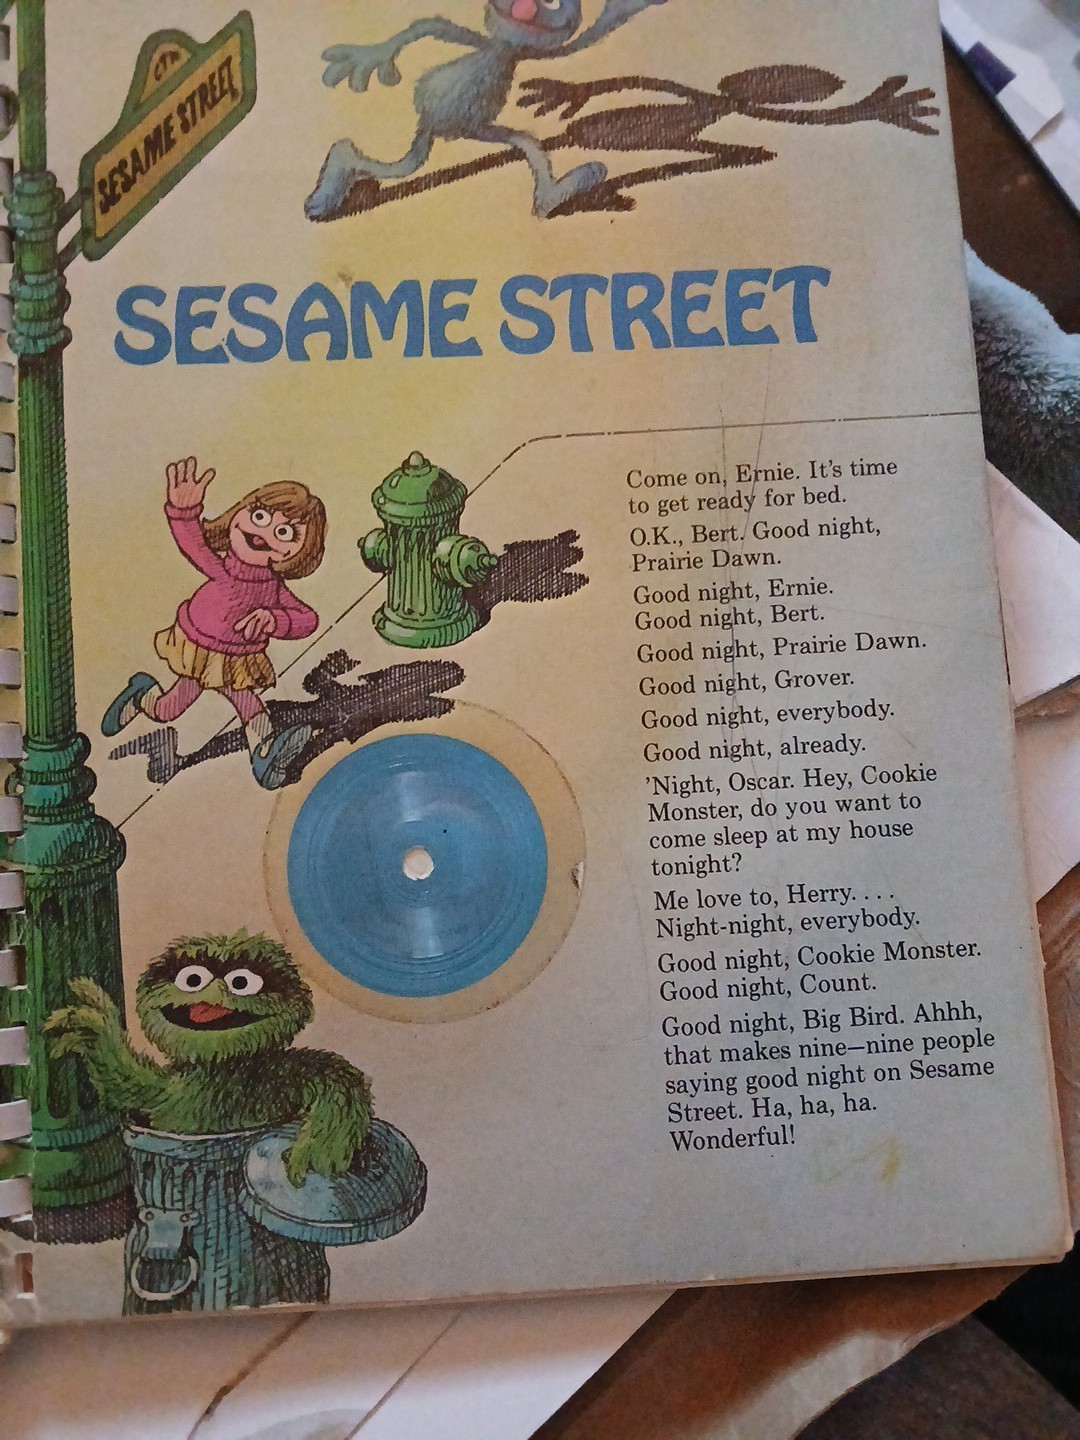 CTW
SESAME STREET
SESAME STREET
Come on, Ernie. It's time
to get ready for bed.
O.K., Bert. Good night,
Prairie Dawn.
Good night, Ernie.
Good night, Bert.
Good night, Prairie Dawn.
Good night, Grover.
Good night, everybody.
Good night, already.
'Night, Oscar. Hey, Cookie
Monster, do you want to
come sleep at my house
tonight?
Me love to, Herry. . . .
Night-night, everybody.
Good night, Cookie Monster.
Good night, Count.
Good night, Big Bird. Ahhh,
that makes nine—nine people
saying good night on Sesame
Street. Ha, ha, ha.
Wonderful!